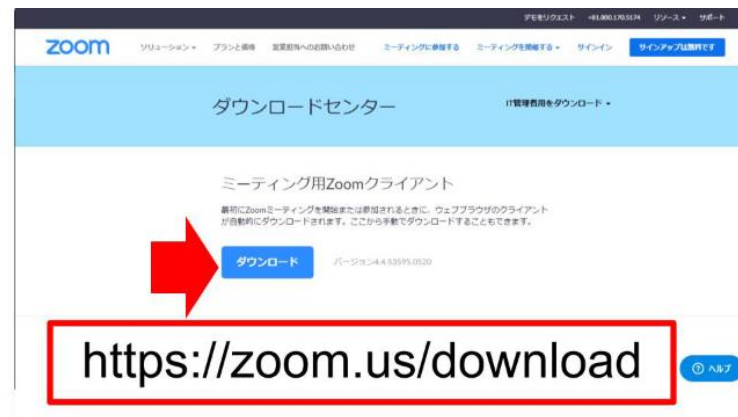 デモをリクエスト +81.800.170.5174 リソース サポート
zoom ソリューション プランと価格 営業担当へのお問い合わせ ミーティングに参加する ミーティングを開催する サインイン サインアップは無料です
ダウンロードセンター IT管理者用をダウンロード
ミーティング用Zoomクライアント
最初にZoomミーティングを開始または参加されるときに、ウェブブラウザのクライアント
が自動的にダウンロードされます。ここから手動でダウンロードすることもできます。
ダウンロード バージョン4.4.53595.0520
https://zoom.us/download
ヘルプ